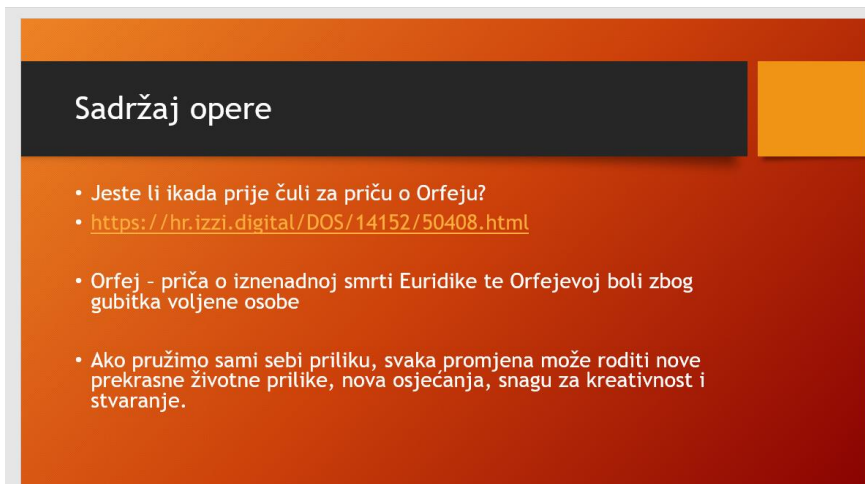 Sadržaj opere
• Jeste li ikada prije čuli za priču o Orfeju?
• https://hr.izzi.digital/DOS/14152/50408.html
• Orfej – priča o iznenadnoj smrti Euridike te Orfejevoj boli zbog
gubitka voljene osobe
• Ako pružimo sami sebi priliku, svaka promjena može roditi nove
prekrasne životne prilike, nova osjećanja, snagu za kreativnost i
stvaranje.